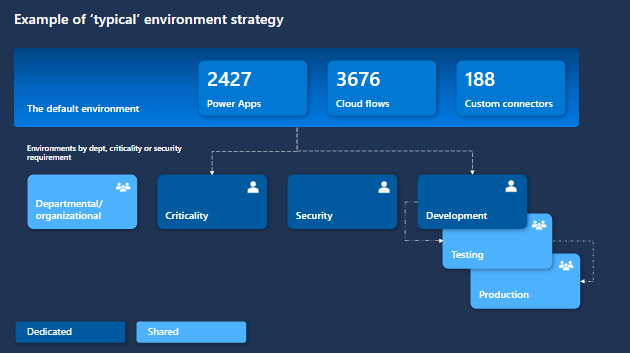 Example of ‘typical’ environment strategy
The default environment
2427
Power Apps
3676
Cloud flows
188
Custom connectors
Environments by dept, criticality or security
requirement
Departmental/
organizational
Criticality
Security
Development
Testing
Production
Dedicated
Shared